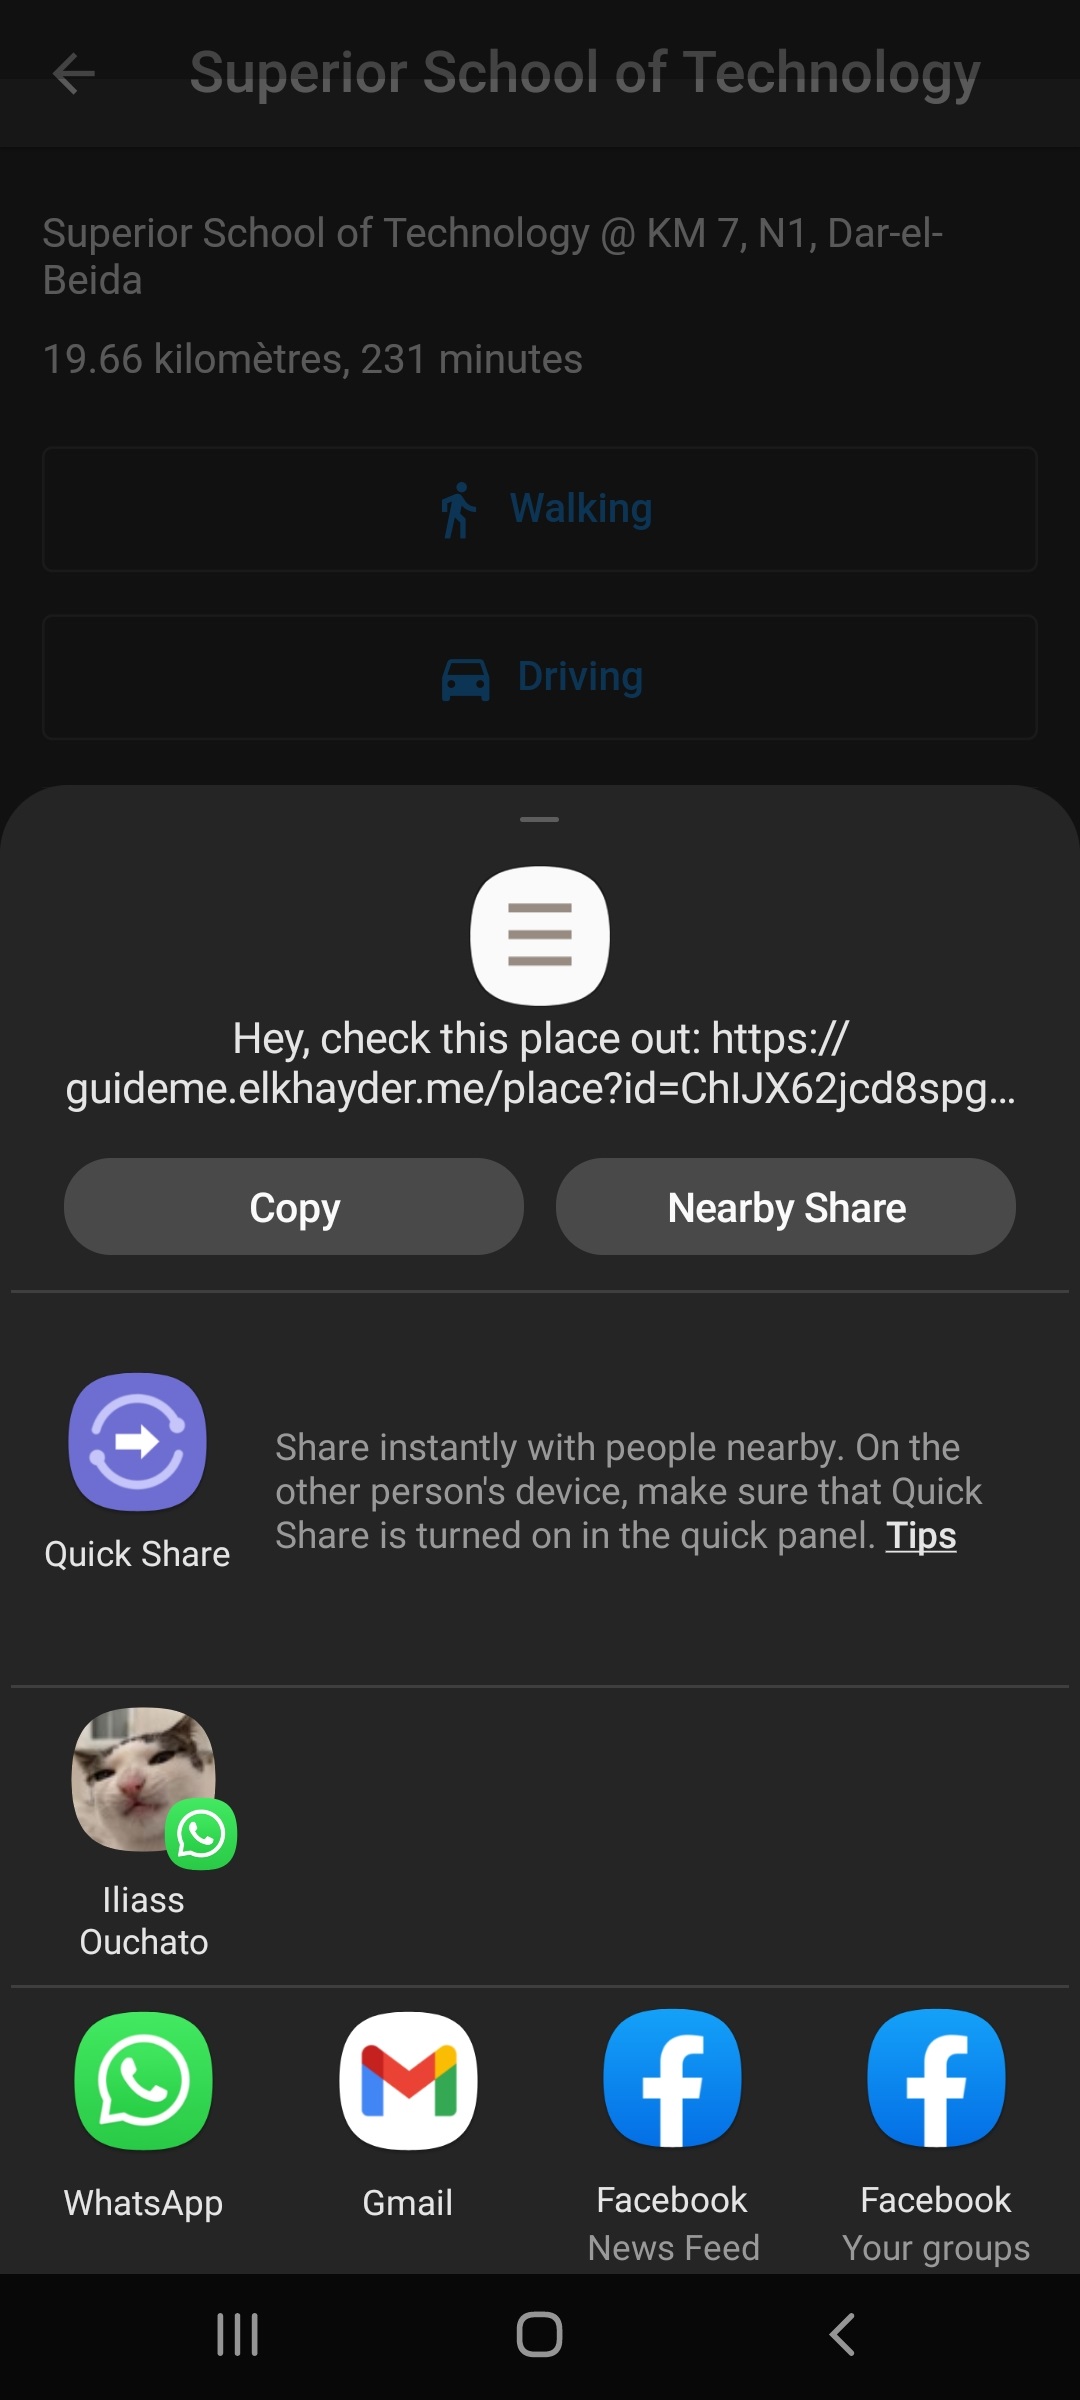 Superior School of Technology
Superior School of Technology @ KM 7, N1, Dar-el-
Beida
19.66 kilomètres, 231 minutes
Walking
Driving
Hey, check this place out: https://
guideme.elkhayder.me/place?id=ChIJX62jcd8spg...
Copy
Nearby Share
Share instantly with people nearby. On the
other person's device, make sure that Quick
Share is turned on in the quick panel. Tips
Quick Share
Iliass
Ouchato
WhatsApp
Gmail
Facebook
News Feed
Facebook
Your groups